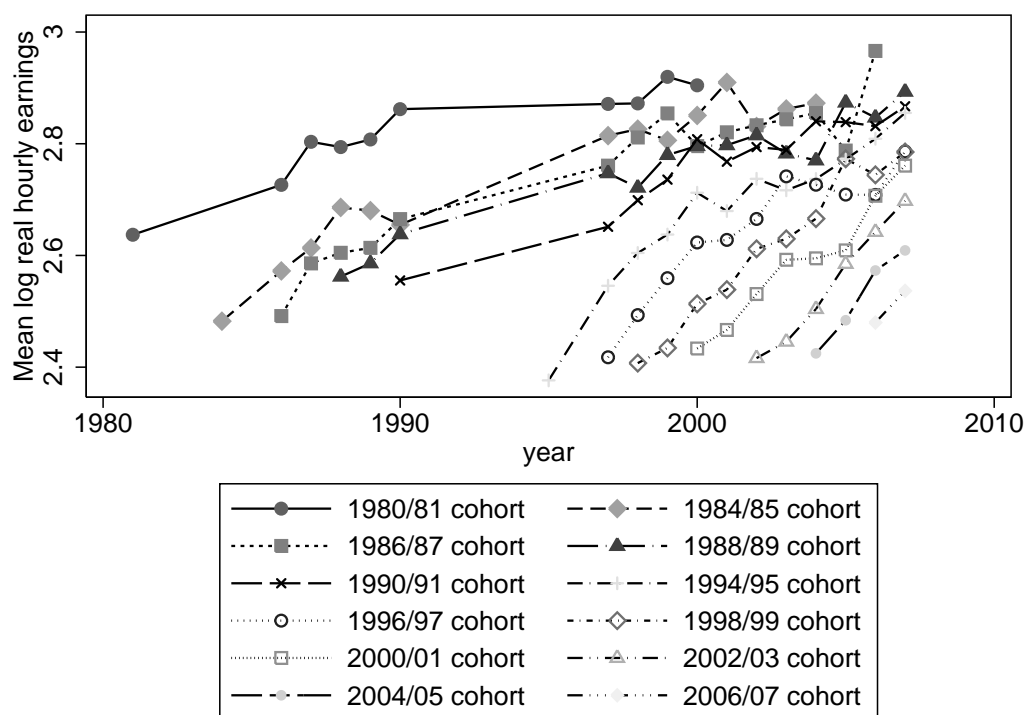 Mean log real hourly earnings
3
2.8
2.6
2.4
1980
1990
2000
2010
year
1980/81 cohort
1984/85 cohort
1986/87 cohort
1988/89 cohort
1990/91 cohort
1994/95 cohort
1996/97 cohort
1998/99 cohort
2000/01 cohort
2002/03 cohort
2004/05 cohort
2006/07 cohort